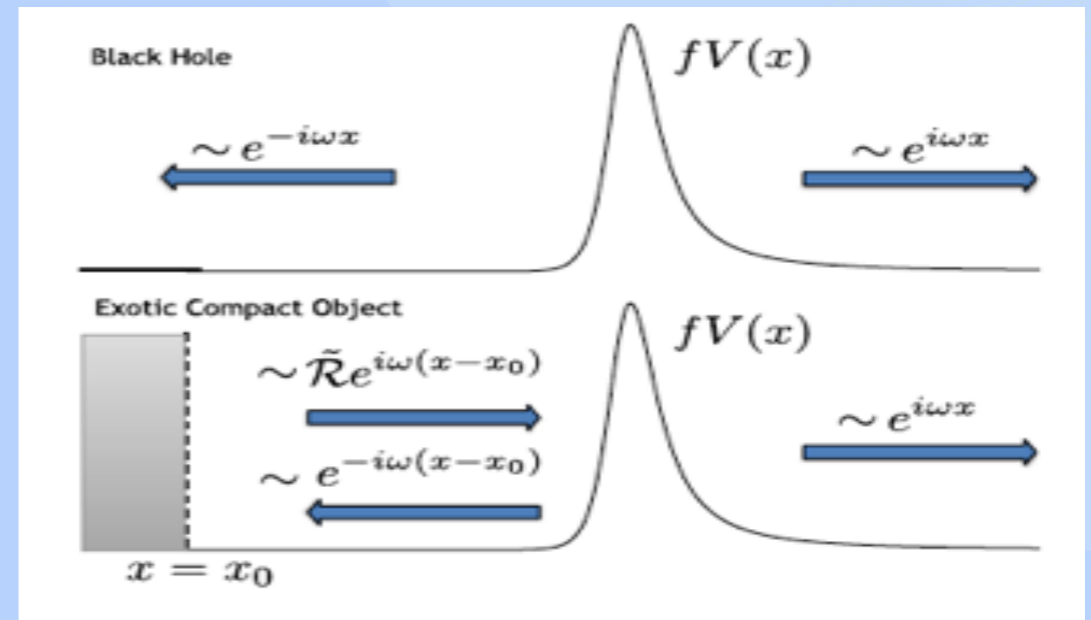 Black Hole
fV(x)
∼ e^{−iωx}
∼ e^{iωx}
Exotic Compact Object
fV(x)
∼ R̃e^{iω(x−x₀)}
∼ e^{iωx}
∼ e^{−iω(x−x₀)}
x = x₀